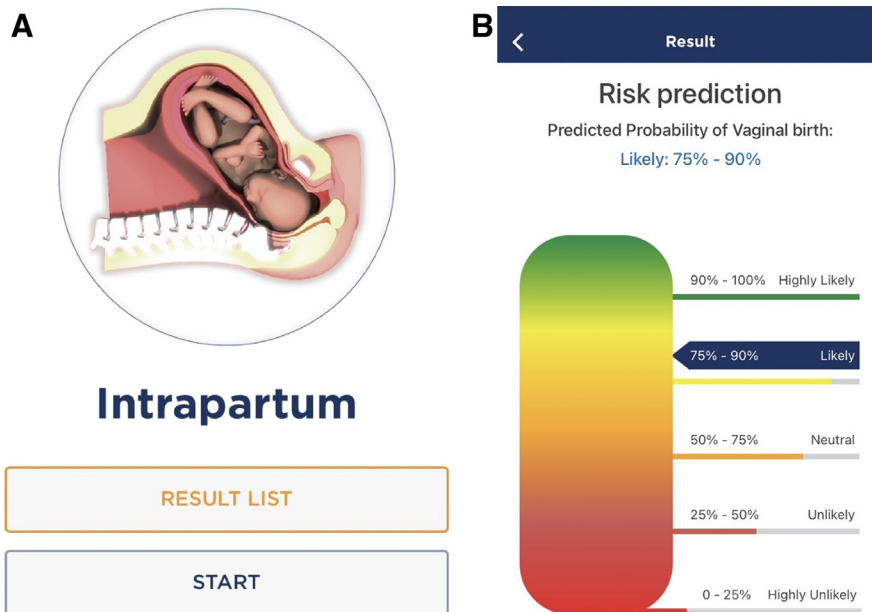 A
Intrapartum
RESULT LIST
START
B
Result
Risk prediction
Predicted Probability of Vaginal birth:
Likely: 75% - 90%
90% - 100% Highly Likely
75% - 90% Likely
50% - 75% Neutral
25% - 50% Unlikely
0 - 25% Highly Unlikely